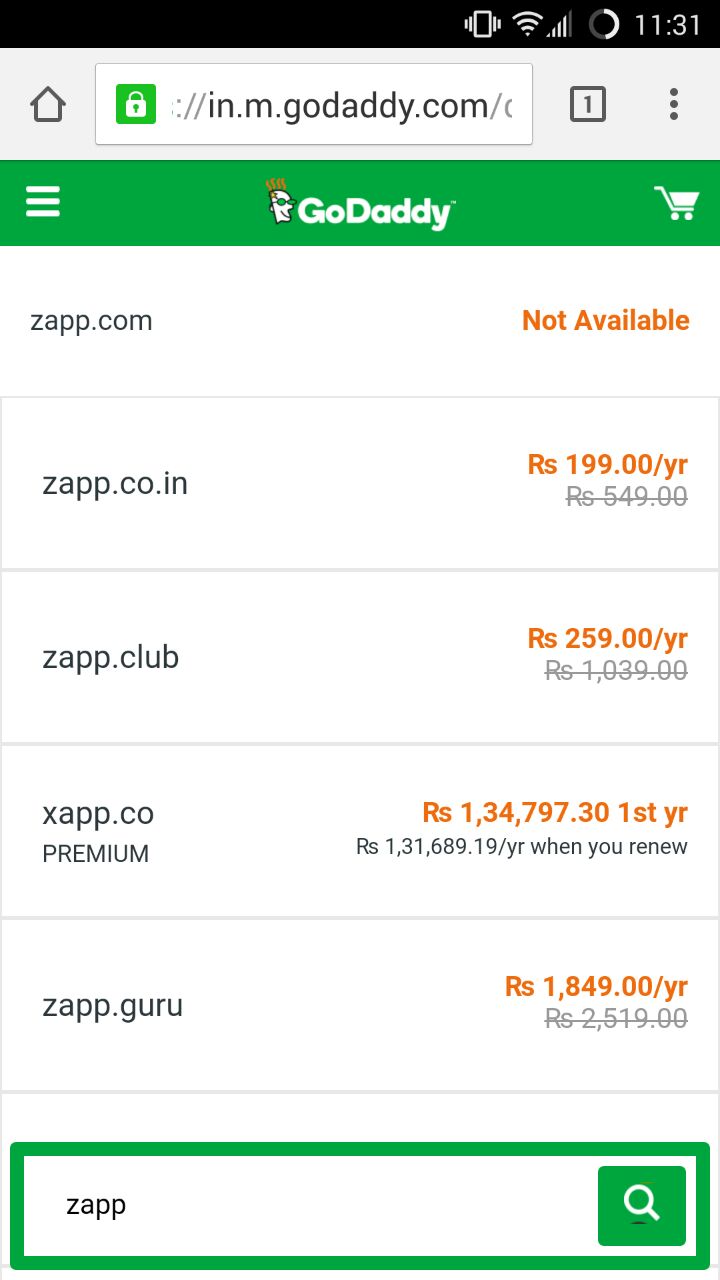 11:31
://in.m.godaddy.com/
1
GoDaddy™
zapp.com
Not Available
zapp.co.in
Rs 199.00/yr
Rs 549.00
zapp.club
Rs 259.00/yr
Rs 1,039.00
xapp.co
PREMIUM
Rs 1,34,797.30 1st yr
Rs 1,31,689.19/yr when you renew
zapp.guru
Rs 1,849.00/yr
Rs 2,519.00
zapp